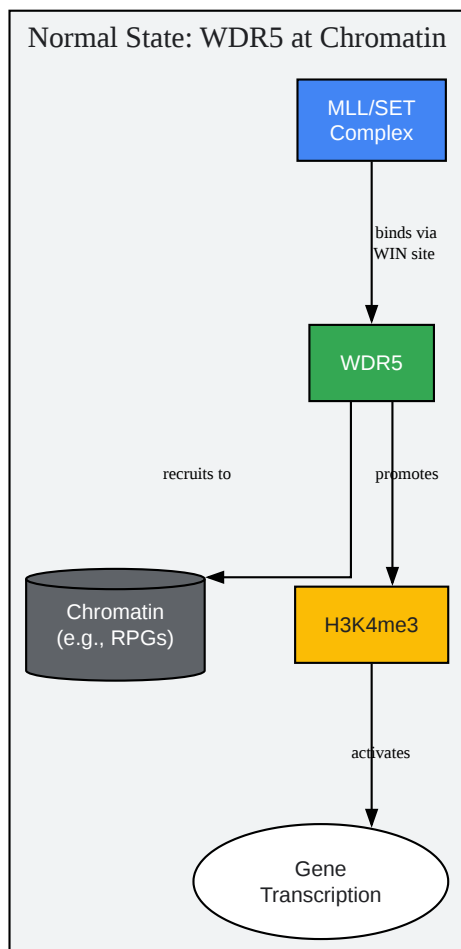 Normal State: WDR5 at Chromatin
MLL/SET
Complex
binds via
WIN site
WDR5
recruits to
promotes
Chromatin
(e.g., RPGs)
H3K4me3
activates
Gene
Transcription